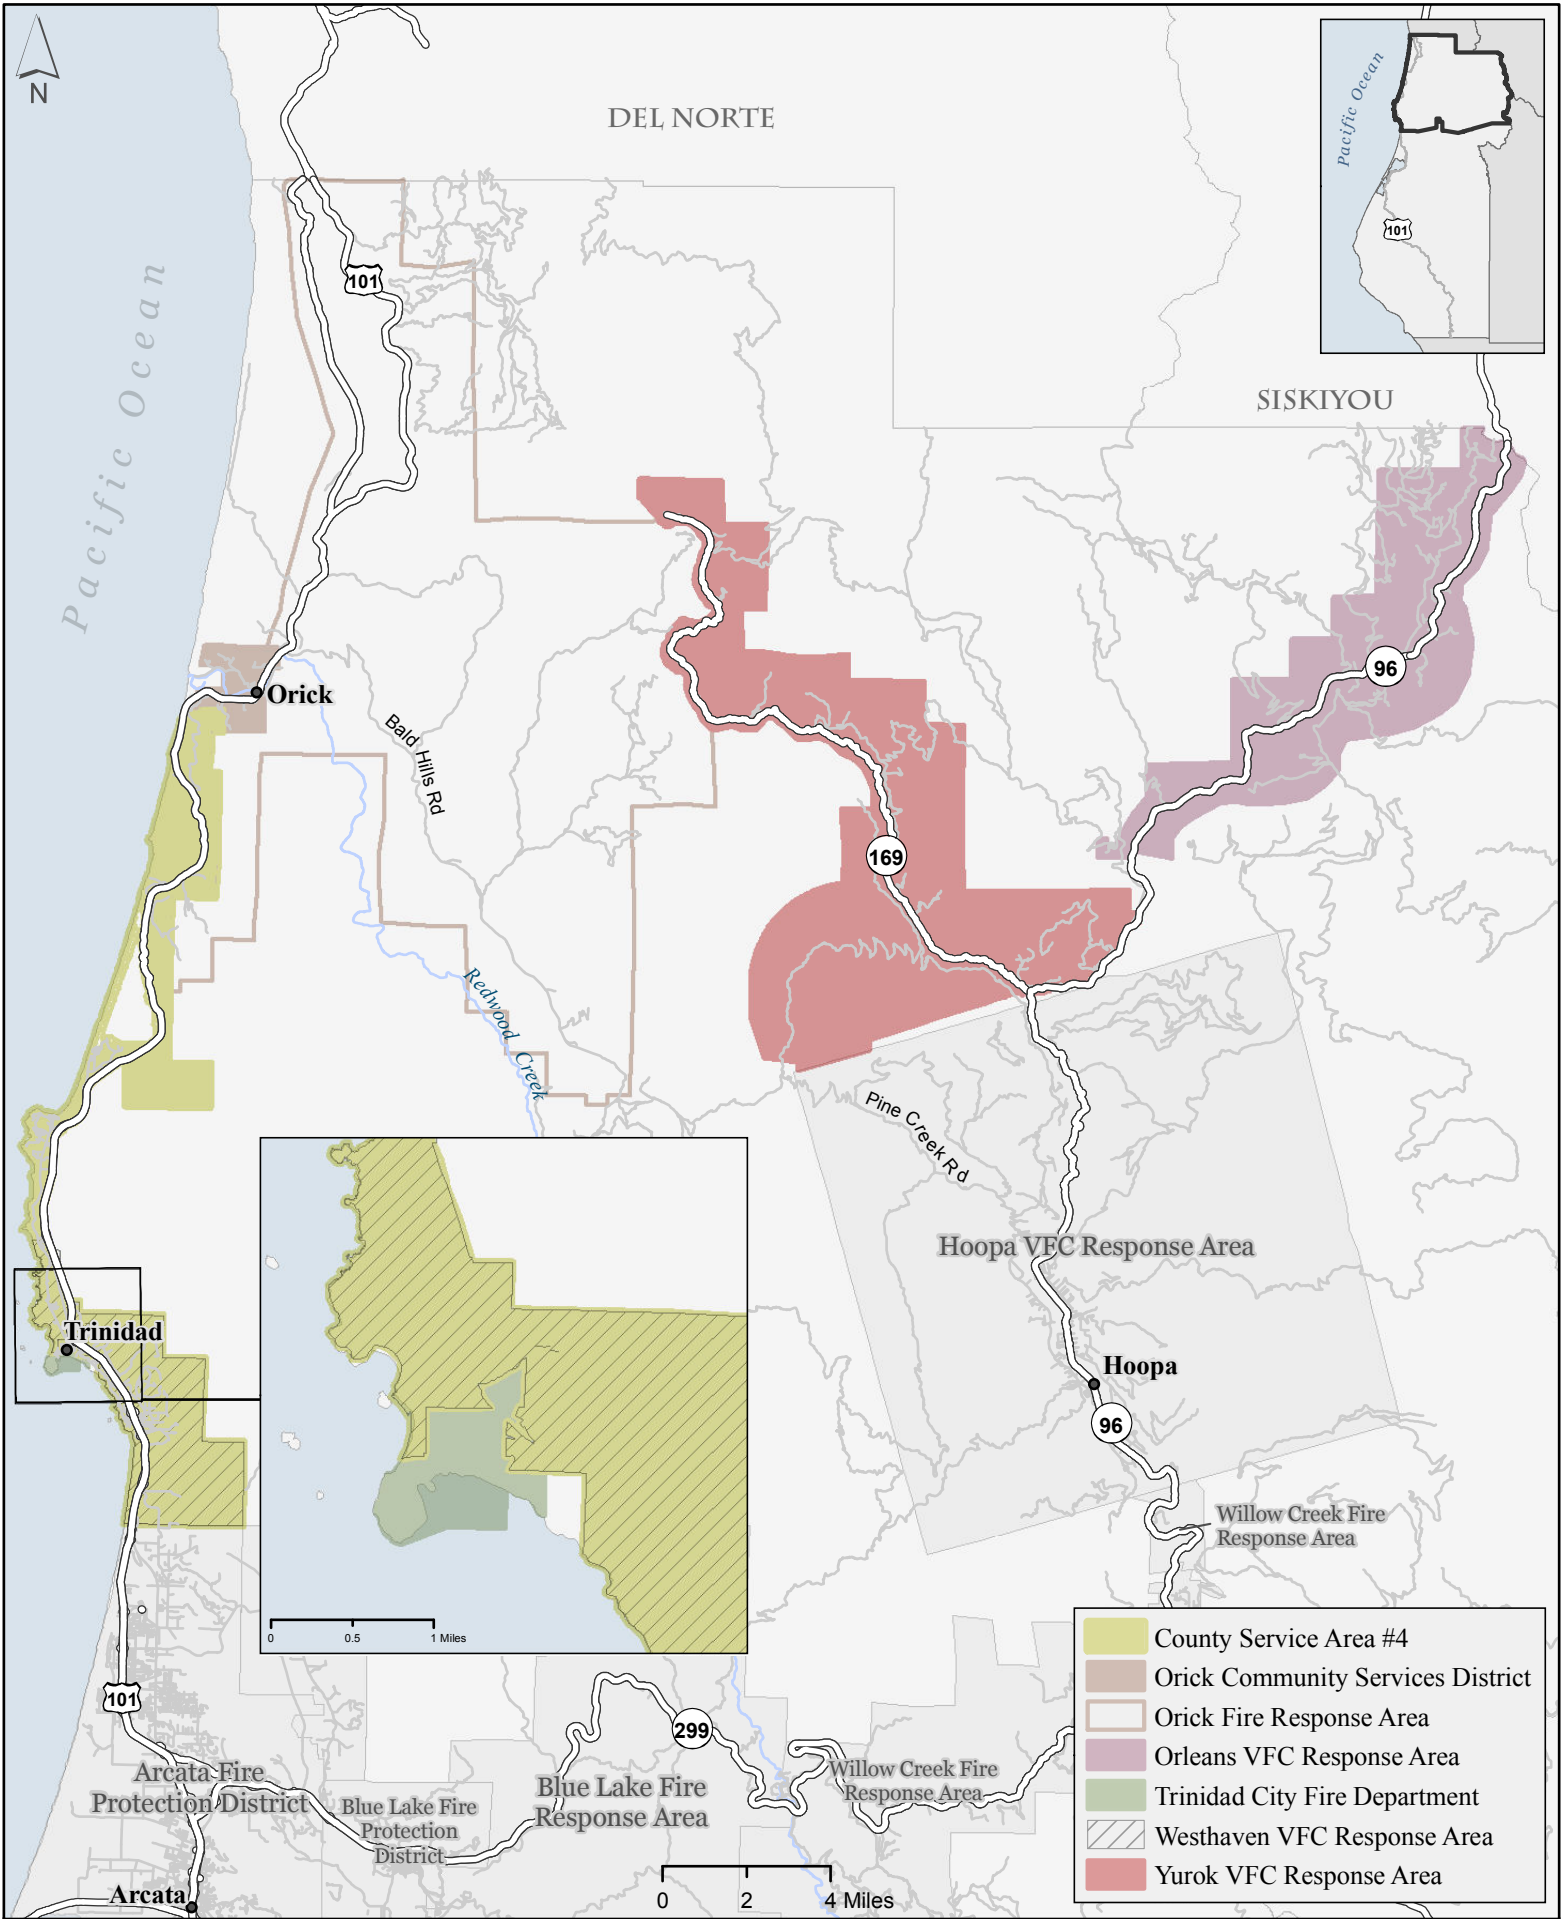 N
DEL NORTE
Pacific Ocean
101
101
Pacific Ocean
SISKIYOU
96
Orick
Bald Hills Rd
169
Redwood Creek
Pine Creek Rd
Hoopa VFC Response Area
Trinidad
Hoopa
96
Willow Creek Fire
Response Area
0 0.5 1 Miles
101
299
Arcata Fire
Protection District
Blue Lake Fire
Protection
District
Blue Lake Fire
Response Area
Willow Creek Fire
Response Area
Arcata
0 2 4 Miles
County Service Area #4
Orick Community Services District
Orick Fire Response Area
Orleans VFC Response Area
Trinidad City Fire Department
Westhaven VFC Response Area
Yurok VFC Response Area